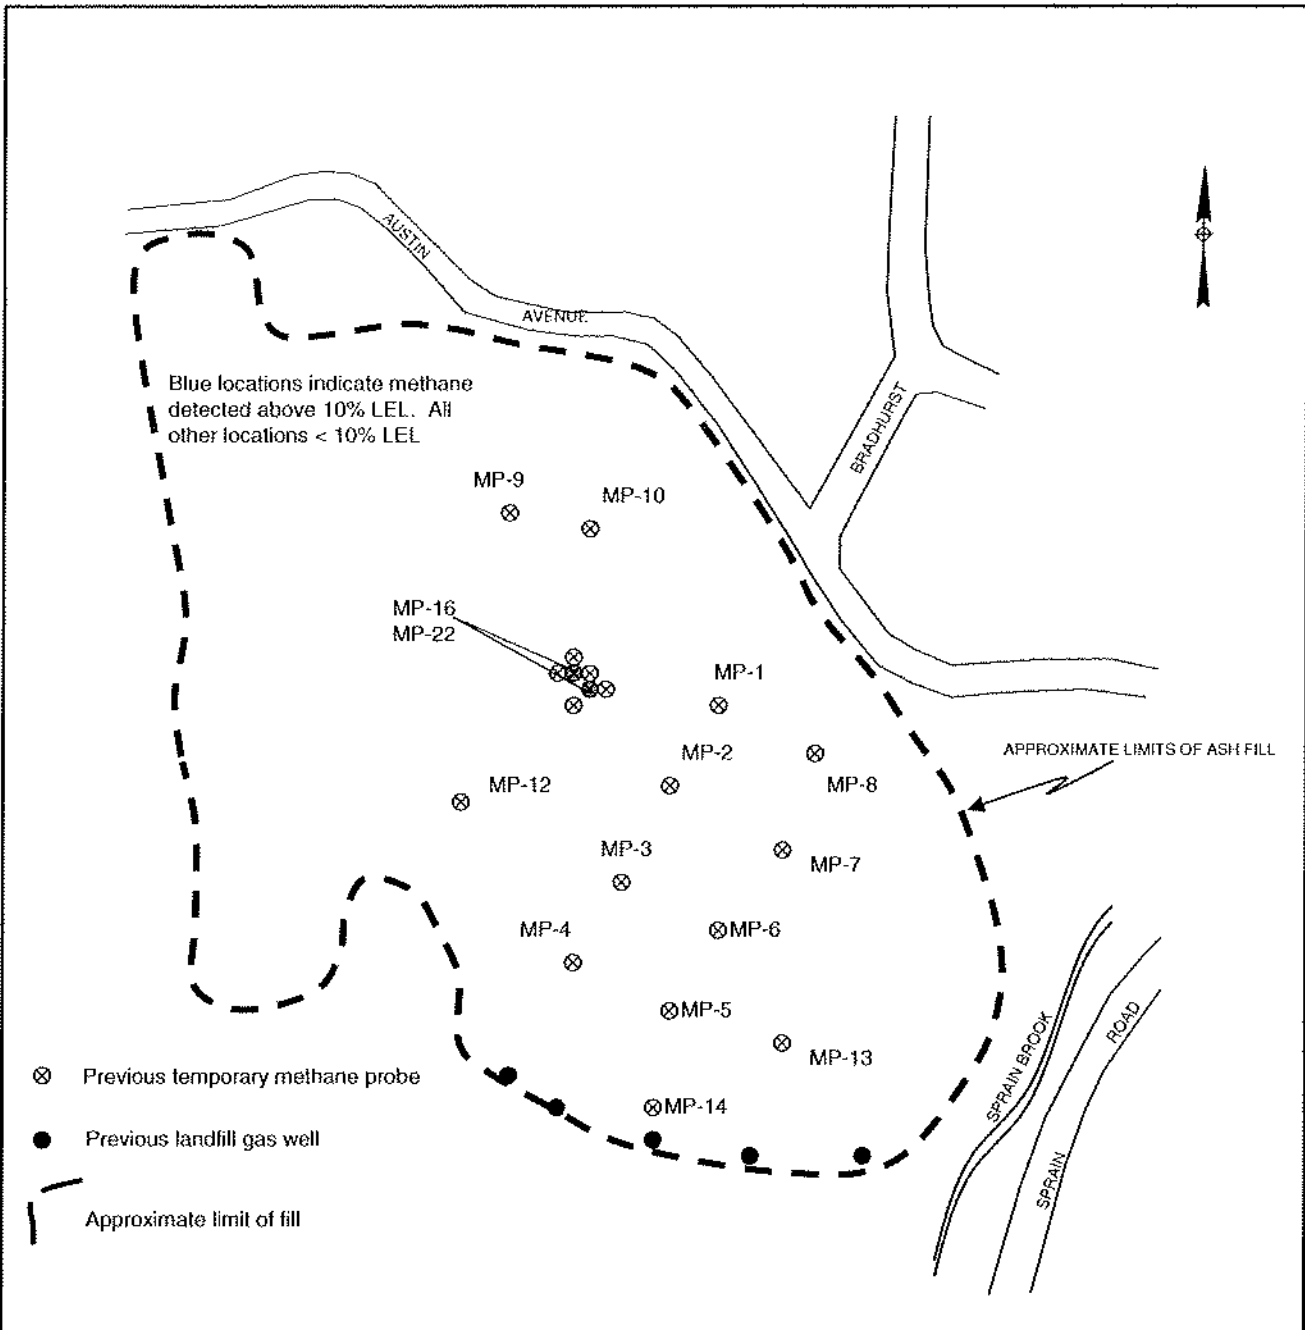 AUSTIN
AVENUE
Blue locations indicate methane
detected above 10% LEL. All
other locations < 10% LEL
BRADHURST
MP-9
MP-10
MP-16
MP-22
MP-1
MP-2
MP-8
APPROXIMATE LIMITS OF ASH FILL
MP-12
MP-3
MP-7
MP-4
MP-6
MP-5
MP-13
MP-14
SPRAIN BROOK
ROAD
SPRAIN
Previous temporary methane probe
Previous landfill gas well
Approximate limit of fill